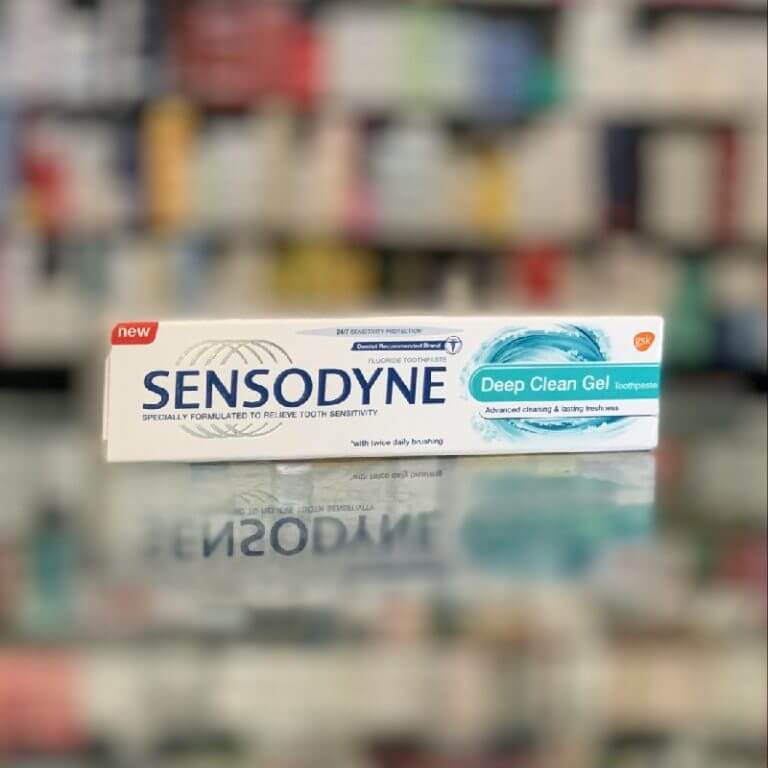 new
24/7 SENSITIVITY PROTECTION*
Dentist Recommended Brand
FLUORIDE TOOTHPASTE
SENSODYNE
SPECIALLY FORMULATED TO RELIEVE TOOTH SENSITIVITY
*with twice daily brushing
gsk
Deep Clean Gel Toothpaste
Advanced cleaning & lasting freshness